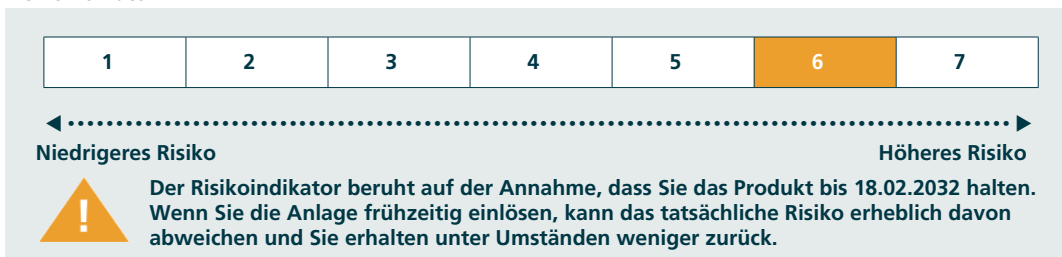 1 2 3 4 5 6 7
Niedrigeres Risiko Höheres Risiko
Der Risikoindikator beruht auf der Annahme, dass Sie das Produkt bis 18.02.2032 halten.
! Wenn Sie die Anlage frühzeitig einlösen, kann das tatsächliche Risiko erheblich davon
abweichen und Sie erhalten unter Umständen weniger zurück.